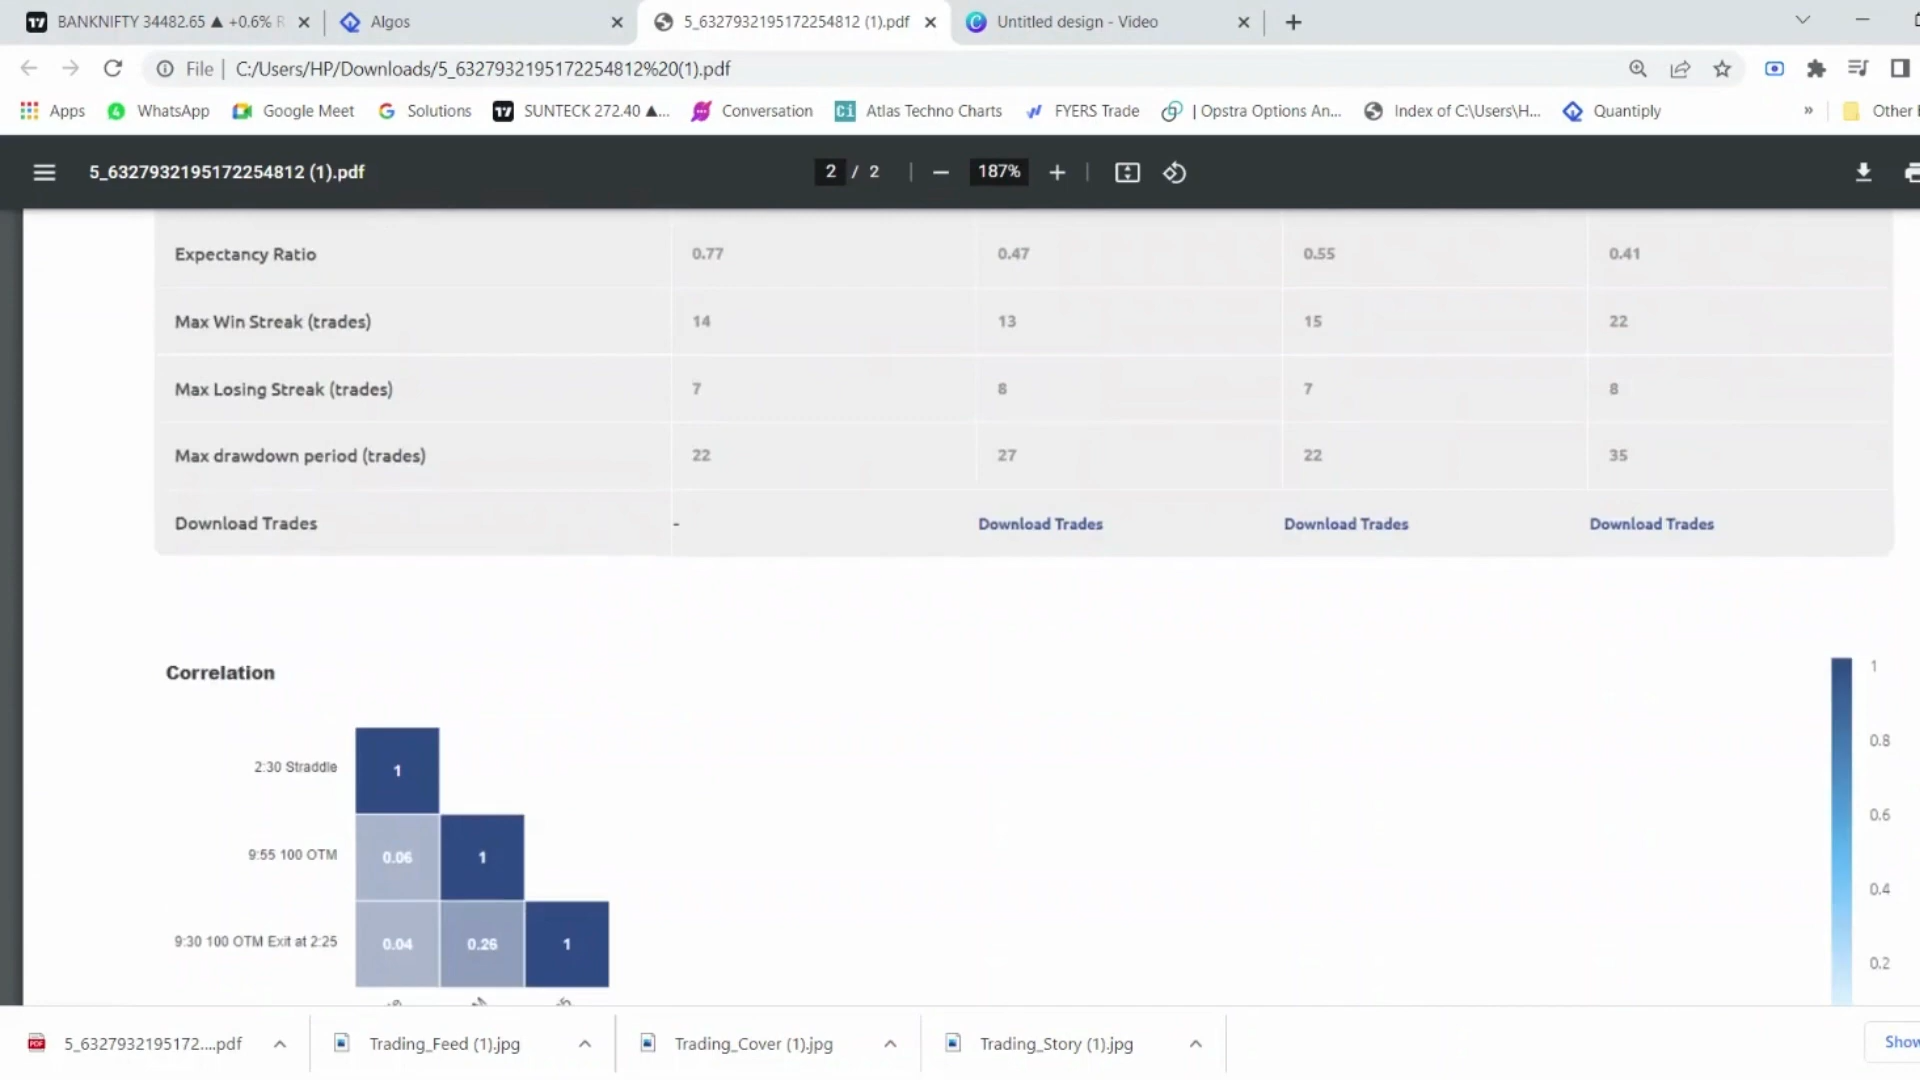 BANKNIFTY 34482.65 ▲ +0.6% R
Algos
5_6327932195172254812 (1).pdf
Untitled design - Video
File
C:/Users/HP/Downloads/5_6327932195172254812%20(1).pdf
Apps
WhatsApp
Google Meet
Solutions
SUNTECK 272.40 ▲...
Conversation
Atlas Techno Charts
FYERS Trade
| Opstra Options An...
Index of C:\Users\H...
Quantiply
»
Other
5_6327932195172254812 (1).pdf
2 / 2
187%
Expectancy Ratio 0.77 0.47 0.55 0.41
Max Win Streak (trades) 14 13 15 22
Max Losing Streak (trades) 7 8 7 8
Max drawdown period (trades) 22 27 22 35
Download Trades - Download Trades Download Trades Download Trades
Correlation
1
0.8
0.6
0.4
0.2
2:30 Straddle 1
9:55 100 OTM 0.06 1
9:30 100 OTM Exit at 2:25 0.04 0.26 1
5_6327932195172....pdf
Trading_Feed (1).jpg
Trading_Cover (1).jpg
Trading_Story (1).jpg
Show